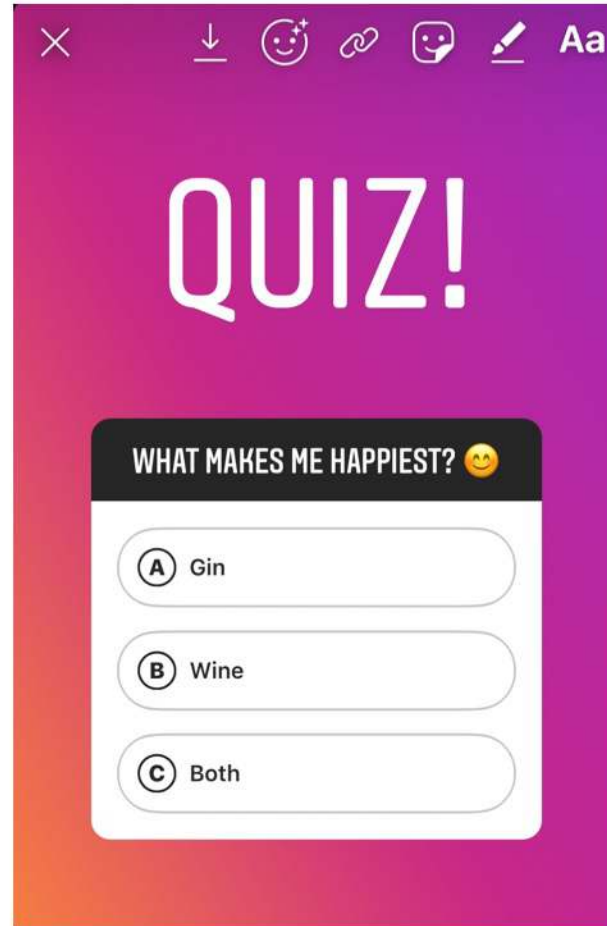 Aa
QUIZ!
WHAT MAKES ME HAPPIEST? 😊
A Gin
B Wine
C Both